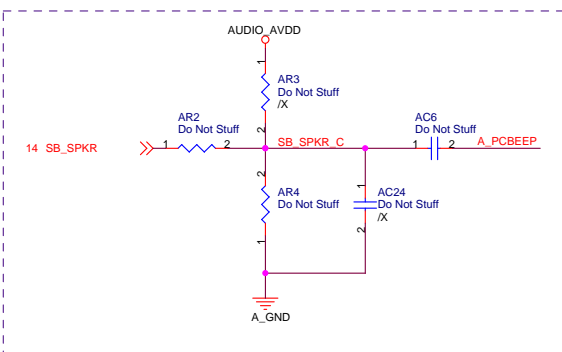 AUDIO_AVDD
1
AR3
Do Not Stuff
/X
2
AR2
Do Not Stuff
14 SB_SPKR
1
2
SB_SPKR_C
AC6
Do Not Stuff
1
2
A_PCBEEP
2
AR4
Do Not Stuff
1
1
AC24
Do Not Stuff
/X
2
A_GND